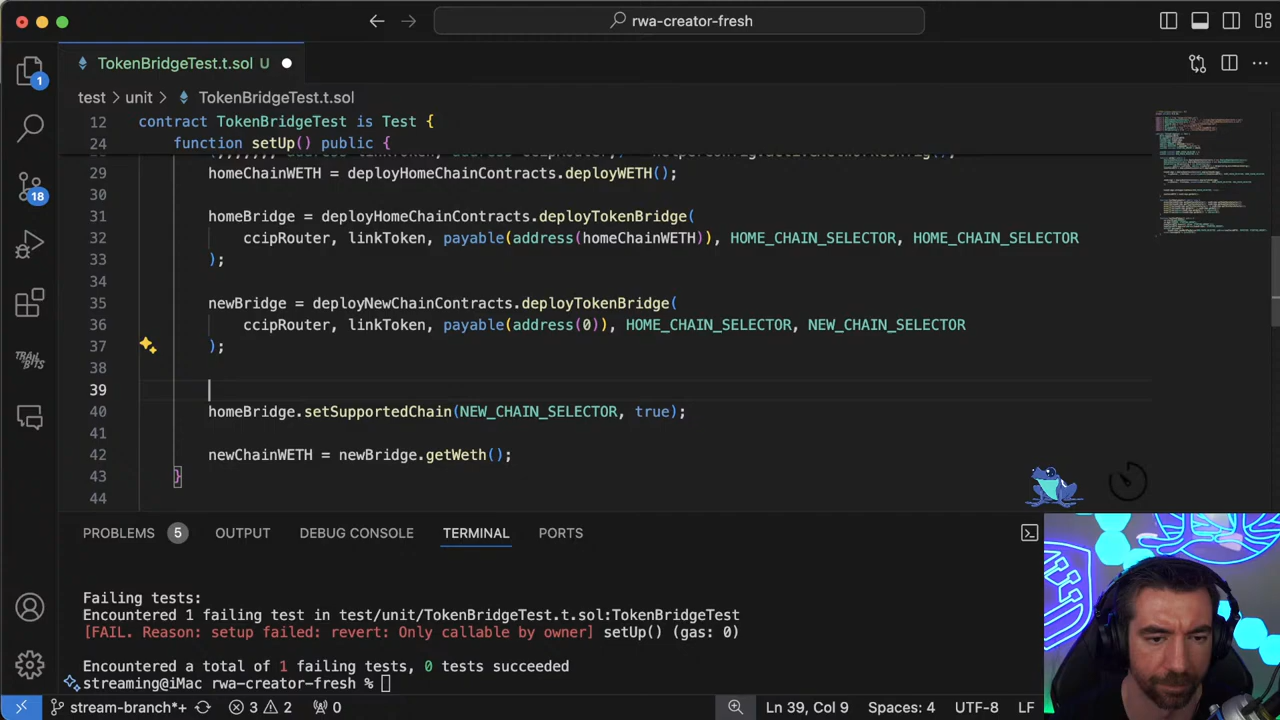 rwa-creator-fresh
TokenBridgeTest.t.sol U
test > unit > TokenBridgeTest.t.sol
12 contract TokenBridgeTest is Test {
24 function setUp() public {
29 homeChainWETH = deployHomeChainContracts.deployWETH();
30
31 homeBridge = deployHomeChainContracts.deployTokenBridge(
32 ccipRouter, linkToken, payable(address(homeChainWETH)), HOME_CHAIN_SELECTOR, HOME_CHAIN_SELECTOR
33 );
34
35 newBridge = deployNewChainContracts.deployTokenBridge(
36 ccipRouter, linkToken, payable(address(0)), HOME_CHAIN_SELECTOR, NEW_CHAIN_SELECTOR
37 );
38
39
40 homeBridge.setSupportedChain(NEW_CHAIN_SELECTOR, true);
41
42 newChainWETH = newBridge.getWeth();
43 }
44
PROBLEMS 5 OUTPUT DEBUG CONSOLE TERMINAL PORTS
Failing tests:
Encountered 1 failing test in test/unit/TokenBridgeTest.t.sol:TokenBridgeTest
[FAIL. Reason: setup failed: revert: Only callable by owner] setUp() (gas: 0)
Encountered a total of 1 failing tests, 0 tests succeeded
streaming@iMac rwa-creator-fresh %
1
18
TRAIL
BITS
stream-branch*+ 3 2 0 Ln 39, Col 9 Spaces: 4 UTF-8 LF